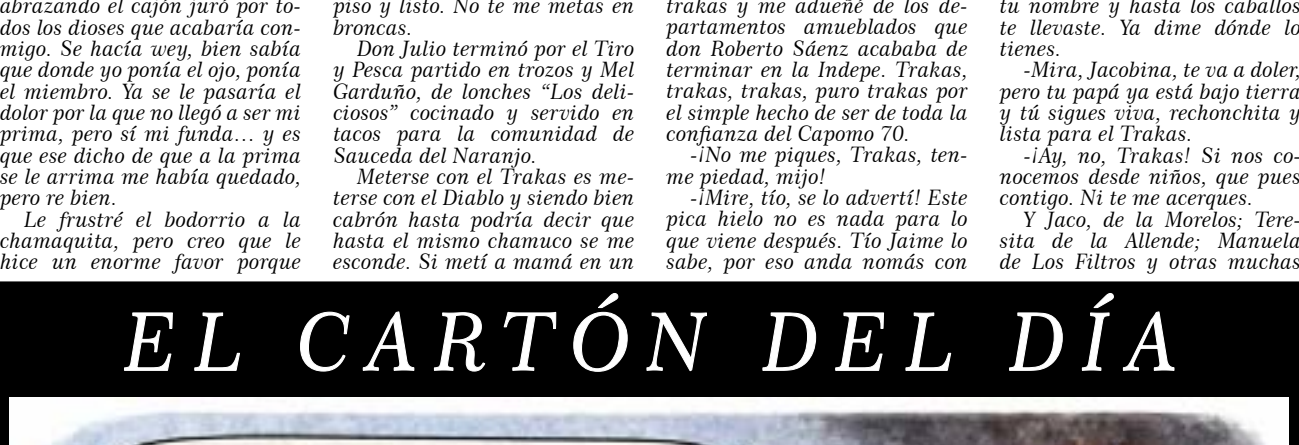 abrazando el cajón juró por to-
dos los dioses que acabaría con-
migo. Se hacía wey, bien sabía
que donde yo ponía el ojo, ponía
el miembro. Ya se le pasaría el
dolor por la que no llegó a ser mi
prima, pero sí mi funda… y es
que ese dicho de que a la prima
se le arrima me había quedado,
pero re bien.
Le frustré el bodorrio a la
chamaquita, pero creo que le
hice un enorme favor porque
piso y listo. No te me metas en
broncas.
Don Julio terminó por el Tiro
y Pesca partido en trozos y Mel
Garduño, de lonches “Los deli-
ciosos” cocinado y servido en
tacos para la comunidad de
Sauceda del Naranjo.
Meterse con el Trakas es me-
terse con el Diablo y siendo bien
cabrón hasta podría decir que
hasta el mismo chamuco se me
esconde. Si metí a mamá en un
trakas y me adueñé de los de-
partamentos amueblados que
don Roberto Sáenz acababa de
terminar en la Indepe. Trakas,
trakas, trakas, puro trakas por
el simple hecho de ser de toda la
confianza del Capomo 70.
-¡No me piques, Trakas, ten-
me piedad, mijo!
-¡Mire, tío, se lo advertí! Este
pica hielo no es nada para lo
que viene después. Tío Jaime lo
sabe, por eso anda nomás con
tu nombre y hasta los caballos
te llevaste. Ya dime dónde lo
tienes.
-Mira, Jacobina, te va a doler,
pero tu papá ya está bajo tierra
y tú sigues viva, rechonchita y
lista para el Trakas.
-¡Ay, no, Trakas! Si nos co-
nocemos desde niños, que pues
contigo. Ni te me acerques.
Y Jaco, de la Morelos; Tere-
sita de la Allende; Manuela
de Los Filtros y otras muchas
EL CARTÓN DEL DÍA